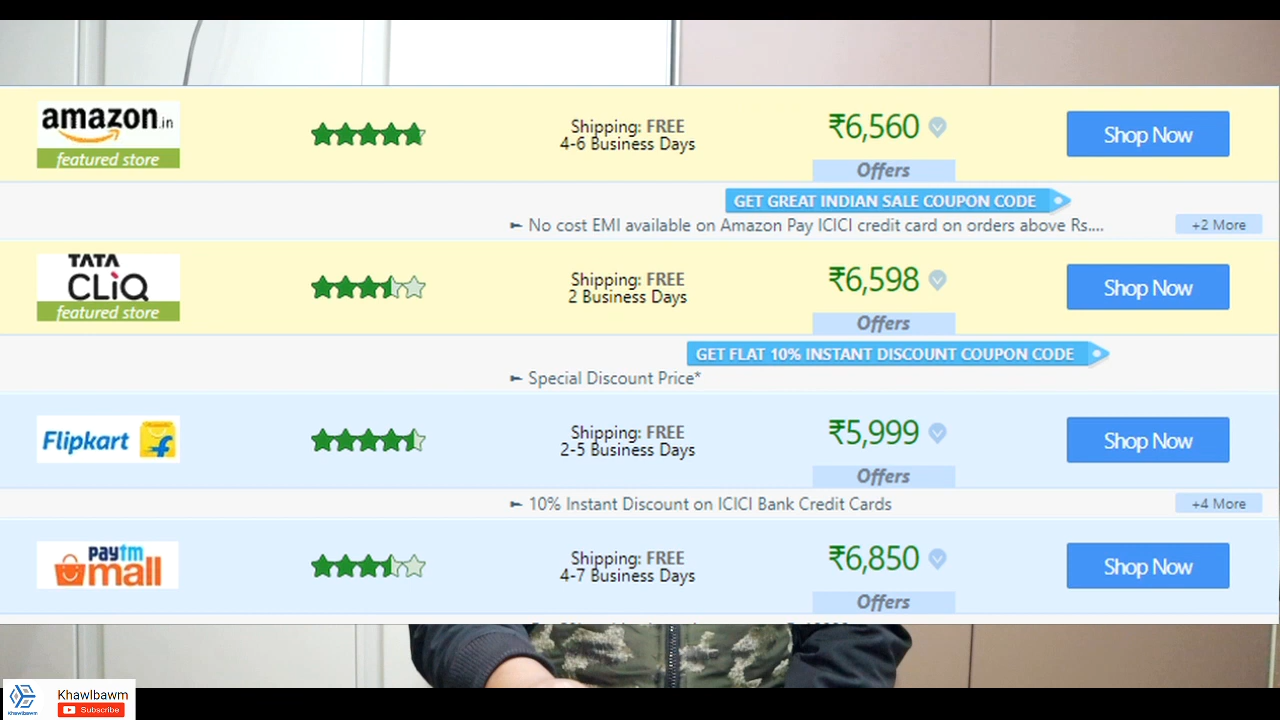 amazon.in
featured store
Shipping: FREE
4-6 Business Days
₹6,560
Offers
Shop Now
GET GREAT INDIAN SALE COUPON CODE
► No cost EMI available on Amazon Pay ICICI credit card on orders above Rs....
+2 More
TATA
CLiQ
featured store
Shipping: FREE
2 Business Days
₹6,598
Offers
Shop Now
GET FLAT 10% INSTANT DISCOUNT COUPON CODE
► Special Discount Price*
Flipkart
Shipping: FREE
2-5 Business Days
₹5,999
Offers
Shop Now
► 10% Instant Discount on ICICI Bank Credit Cards
+4 More
paytm
mall
Shipping: FREE
4-7 Business Days
₹6,850
Offers
Shop Now
Khawlbawm
Khawlbawm
Subscribe